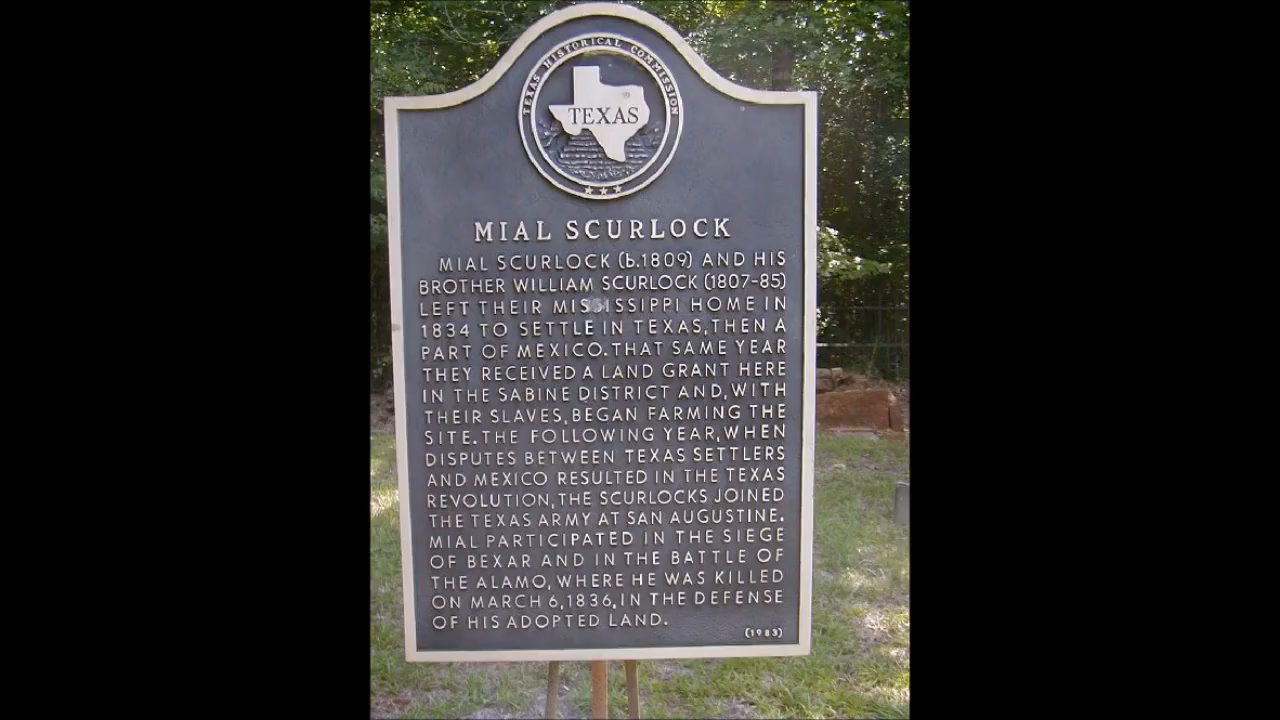 TEXAS HISTORICAL COMMISSION
TEXAS
MIAL SCURLOCK
MIAL SCURLOCK (b.1809) AND HIS
BROTHER WILLIAM SCURLOCK (1807-85)
LEFT THEIR MISSISSIPPI HOME IN
1834 TO SETTLE IN TEXAS, THEN A
PART OF MEXICO. THAT SAME YEAR
THEY RECEIVED A LAND GRANT HERE
IN THE SABINE DISTRICT AND, WITH
THEIR SLAVES, BEGAN FARMING THE
SITE. THE FOLLOWING YEAR, WHEN
DISPUTES BETWEEN TEXAS SETTLERS
AND MEXICO RESULTED IN THE TEXAS
REVOLUTION, THE SCURLOCKS JOINED
THE TEXAS ARMY AT SAN AUGUSTINE.
MIAL PARTICIPATED IN THE SIEGE
OF BEXAR AND IN THE BATTLE OF
THE ALAMO, WHERE HE WAS KILLED
ON MARCH 6, 1836, IN THE DEFENSE
OF HIS ADOPTED LAND.
(1983)